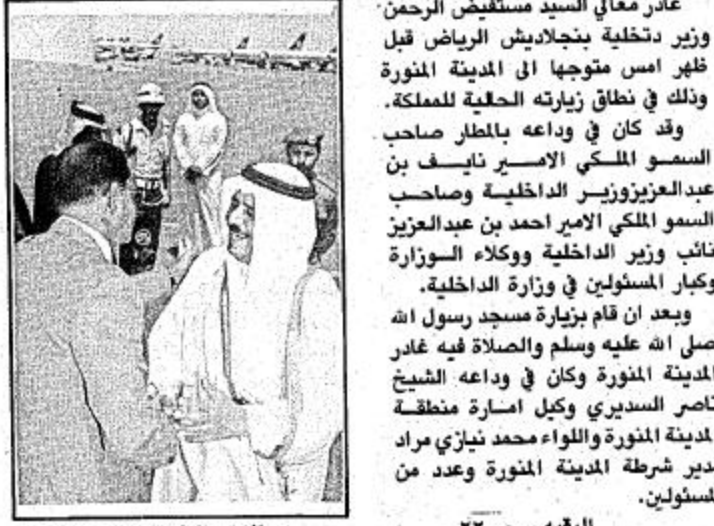 غادر معالي السيد مستفيض الرحمن
وزير دتخلية بنجلاديش الرياض قبل
ظهر امس متوجها الى المدينة المنورة
وذلك في نطاق زيارته الحالية للمملكة.
وقد كان في وداعه بالمطار صاحب
السمو الملكي الامير نايف بن
عبدالعزيزوزير الداخلية وصاحب
السمو الملكي الامير احمد بن عبدالعزيز
نائب وزير الداخلية ووكلاء الوزارة
وكبار المسئولين في وزارة الداخلية.
وبعد ان قام بزيارة مسجد رسول الله
صلى الله عليه وسلم والصلاة فيه غادر
المدينة المنورة وكان في وداعه الشيخ
ناصر السديري وكيل امارة منطقة
المدينة المنورة واللواء محمد نيازي مراد
مدير شرطة المدينة المنورة وعدد من
المسئولين.